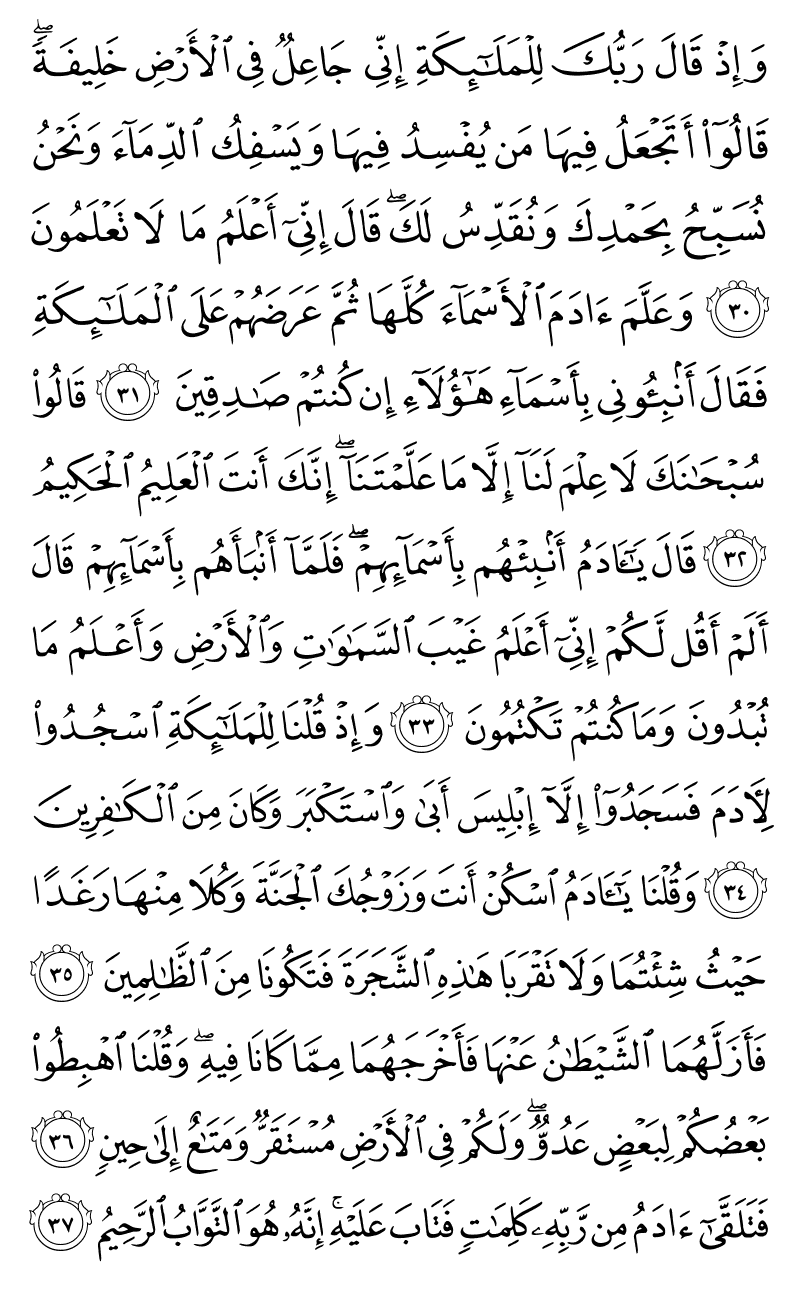 وَإِذْ قَالَ رَبُّكَ لِلْمَلَٰٓئِكَةِ إِنِّى جَاعِلٌۭ فِى ٱلْأَرْضِ خَلِيفَةًۭ ۖ
قَالُوٓا۟ أَتَجْعَلُ فِيهَا مَن يُفْسِدُ فِيهَا وَيَسْفِكُ ٱلدِّمَآءَ وَنَحْنُ
نُسَبِّحُ بِحَمْدِكَ وَنُقَدِّسُ لَكَ ۖ قَالَ إِنِّىٓ أَعْلَمُ مَا لَا تَعْلَمُونَ
٣٠ وَعَلَّمَ ءَادَمَ ٱلْأَسْمَآءَ كُلَّهَا ثُمَّ عَرَضَهُمْ عَلَى ٱلْمَلَٰٓئِكَةِ
فَقَالَ أَنۢبِـُٔونِى بِأَسْمَآءِ هَٰٓؤُلَآءِ إِن كُنتُمْ صَٰدِقِينَ ٣١ قَالُوا۟
سُبْحَٰنَكَ لَا عِلْمَ لَنَآ إِلَّا مَا عَلَّمْتَنَآ ۖ إِنَّكَ أَنتَ ٱلْعَلِيمُ ٱلْحَكِيمُ
٣٢ قَالَ يَٰٓـَٔادَمُ أَنۢبِئْهُم بِأَسْمَآئِهِمْ ۖ فَلَمَّآ أَنۢبَأَهُم بِأَسْمَآئِهِمْ قَالَ
أَلَمْ أَقُل لَّكُمْ إِنِّىٓ أَعْلَمُ غَيْبَ ٱلسَّمَٰوَٰتِ وَٱلْأَرْضِ وَأَعْلَمُ مَا
تُبْدُونَ وَمَا كُنتُمْ تَكْتُمُونَ ٣٣ وَإِذْ قُلْنَا لِلْمَلَٰٓئِكَةِ ٱسْجُدُوا۟
لِـَٔادَمَ فَسَجَدُوٓا۟ إِلَّآ إِبْلِيسَ أَبَىٰ وَٱسْتَكْبَرَ وَكَانَ مِنَ ٱلْكَٰفِرِينَ
٣٤ وَقُلْنَا يَٰٓـَٔادَمُ ٱسْكُنْ أَنتَ وَزَوْجُكَ ٱلْجَنَّةَ وَكُلَا مِنْهَا رَغَدًا
حَيْثُ شِئْتُمَا وَلَا تَقْرَبَا هَٰذِهِ ٱلشَّجَرَةَ فَتَكُونَا مِنَ ٱلظَّٰلِمِينَ ٣٥
فَأَزَلَّهُمَا ٱلشَّيْطَٰنُ عَنْهَا فَأَخْرَجَهُمَا مِمَّا كَانَا فِيهِ ۖ وَقُلْنَا ٱهْبِطُوا۟
بَعْضُكُمْ لِبَعْضٍ عَدُوٌّۭ ۖ وَلَكُمْ فِى ٱلْأَرْضِ مُسْتَقَرٌّۭ وَمَتَٰعٌ إِلَىٰ حِينٍۢ ٣٦
فَتَلَقَّىٰٓ ءَادَمُ مِن رَّبِّهِۦ كَلِمَٰتٍۢ فَتَابَ عَلَيْهِ ۚ إِنَّهُۥ هُوَ ٱلتَّوَّابُ ٱلرَّحِيمُ ٣٧